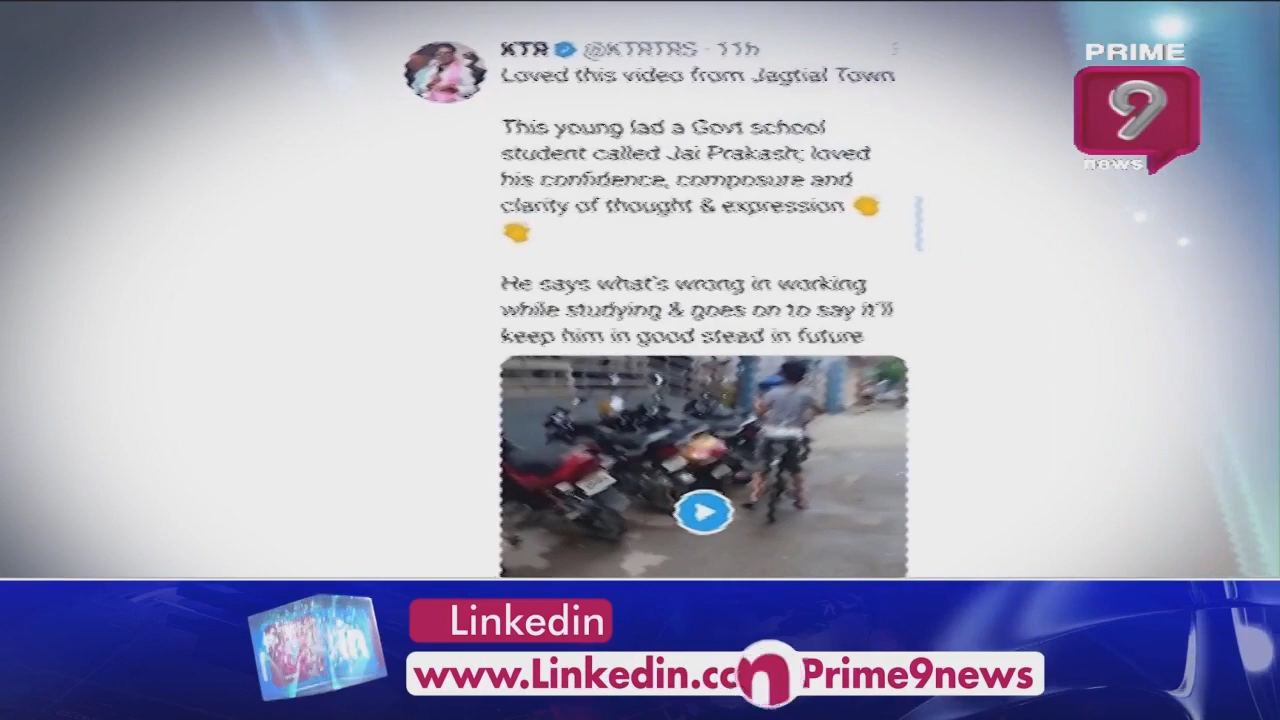 KTR @KTRTRS · 11h
Loved this video from Jagtial Town
This young lad a Govt school
student called Jai Prakash; loved
his confidence, composure and
clarity of thought & expression
He says what's wrong in working
while studying & goes on to say it'll
keep him in good stead in future
PRIME
9
news
Linkedin
www.Linkedin.cc n Prime9news